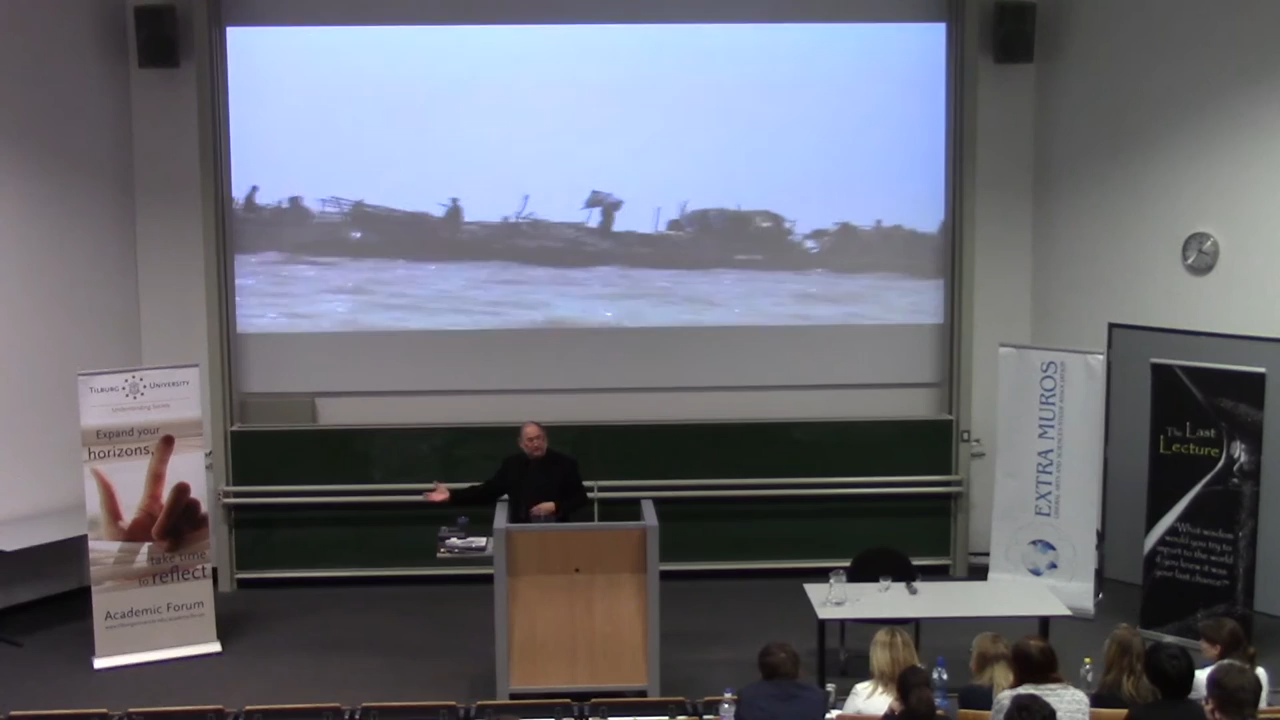 TILBURG UNIVERSITY
Understanding Society
Expand your
horizons,
take time
to reflect
Academic Forum
EXTRA MUROS
The Last
Lecture
"What wisdom
would you try to
impart to the world
if you knew it was
your last chance?"